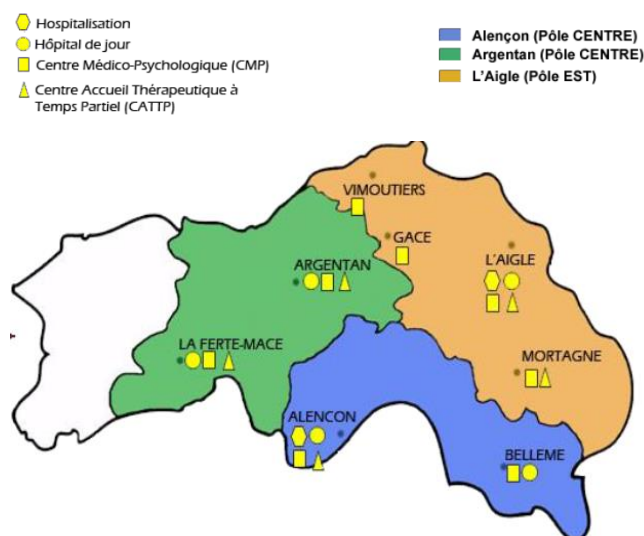 Hospitalisation
Hôpital de jour
Centre Médico-Psychologique (CMP)
Centre Accueil Thérapeutique à
Temps Partiel (CATTP)
Alençon (Pôle CENTRE)
Argentan (Pôle CENTRE)
L'Aigle (Pôle EST)
VIMOUTIERS
GACE
L'AIGLE
ARGENTAN
LA FERTE-MACE
MORTAGNE
ALENCON
BELLEME